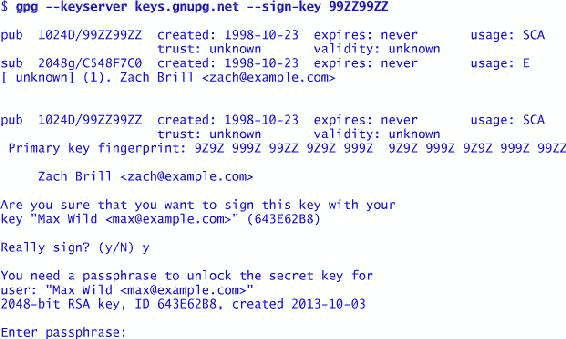 $ gpg --keyserver keys.gnupg.net --sign-key 99ZZ99ZZ
pub 1024D/99ZZ99ZZ created: 1998-10-23 expires: never usage: SCA
trust: unknown validity: unknown
sub 2048g/C548F7C0 created: 1998-10-23 expires: never usage: E
[ unknown] (1). Zach Brill <zach@example.com>
pub 1024D/99ZZ99ZZ created: 1998-10-23 expires: never usage: SCA
trust: unknown validity: unknown
Primary key fingerprint: 9Z9Z 999Z 99ZZ 9Z9Z 999Z 9Z9Z 999Z 9Z9Z 999Z 99ZZ
Zach Brill <zach@example.com>
Are you sure that you want to sign this key with your
key "Max Wild <max@example.com>" (643E62B8)
Really sign? (y/N) y
You need a passphrase to unlock the secret key for
user: "Max Wild <max@example.com>"
2048-bit RSA key, ID 643E62B8, created 2013-10-03
Enter passphrase: